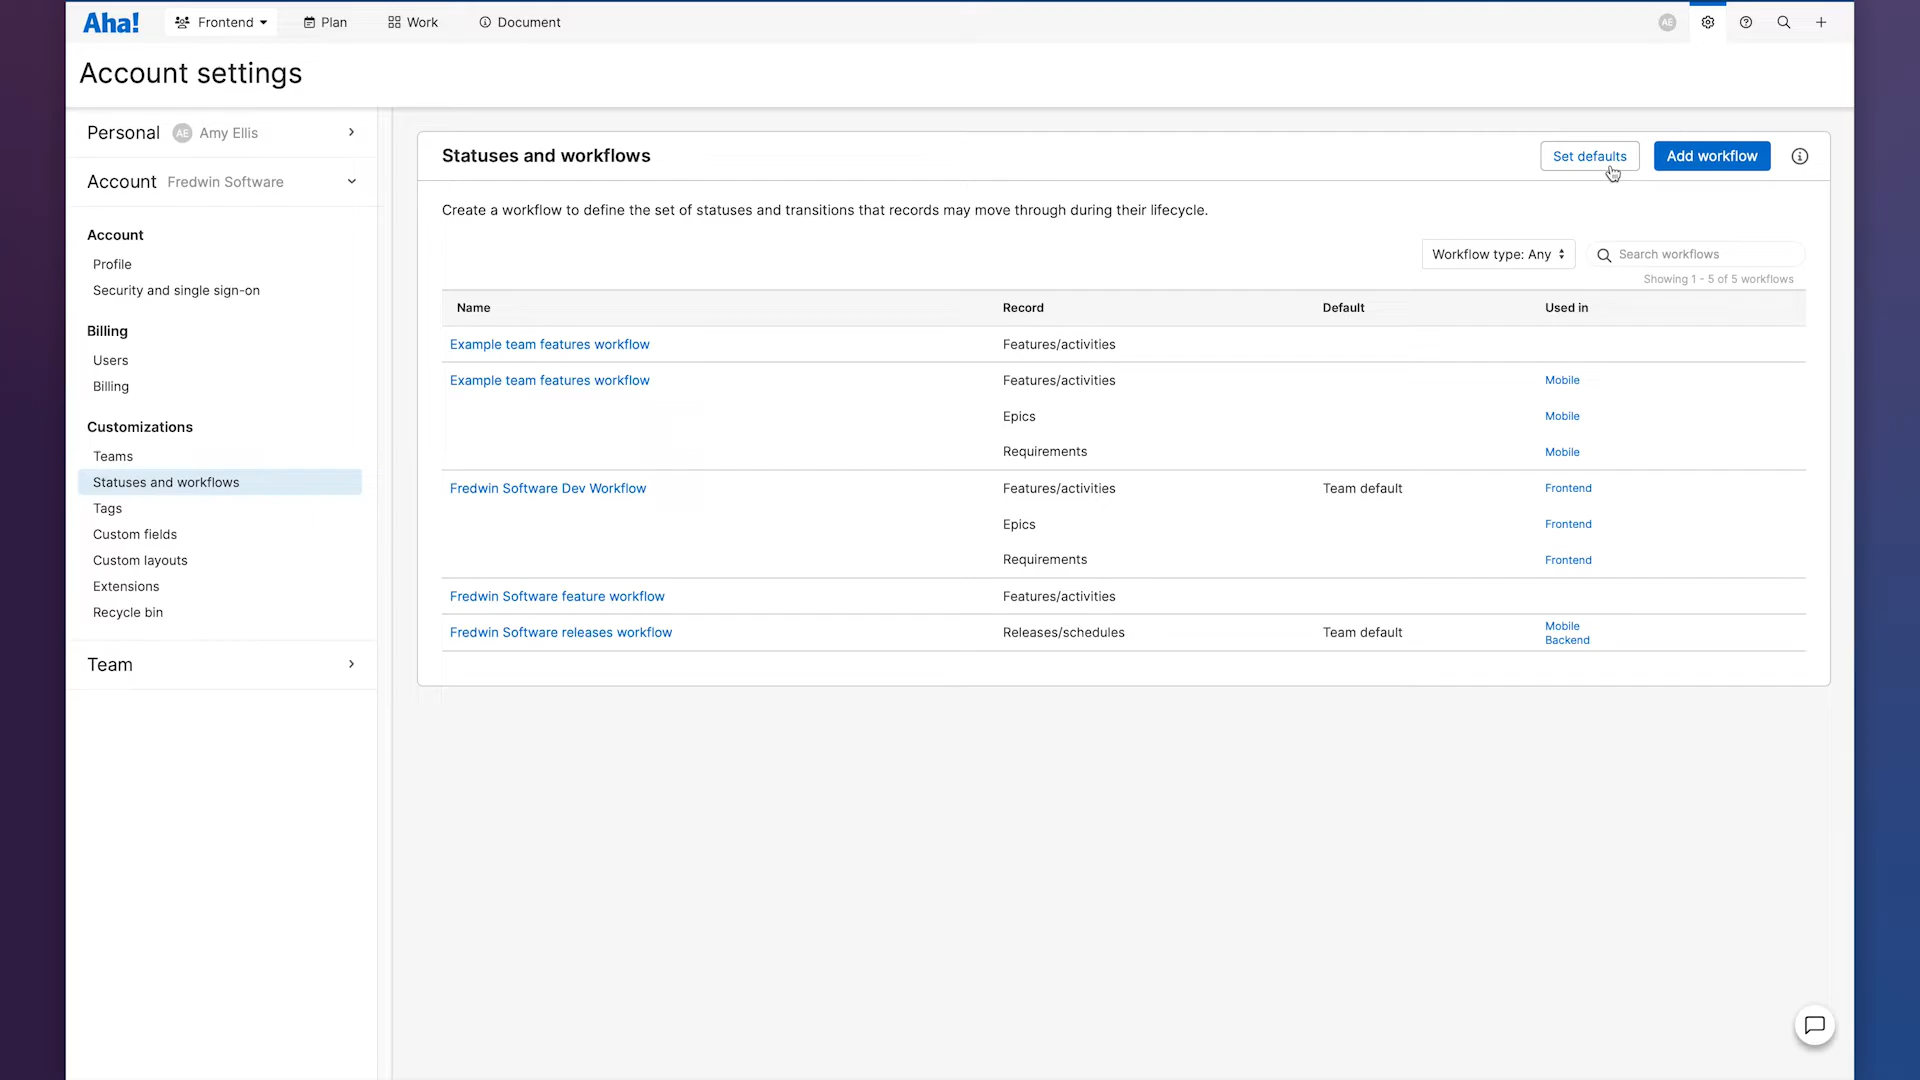 Aha!
Frontend
Plan
Work
Document
AE
Account settings
Personal AE Amy Ellis
Account Fredwin Software
Account
Profile
Security and single sign-on
Billing
Users
Billing
Customizations
Teams
Statuses and workflows
Tags
Custom fields
Custom layouts
Extensions
Recycle bin
Team
Statuses and workflows
Set defaults
Add workflow
Create a workflow to define the set of statuses and transitions that records may move through during their lifecycle.
Workflow type: Any
Search workflows
Showing 1 - 5 of 5 workflows
Name Record Default Used in
Example team features workflow Features/activities
Example team features workflow Features/activities Mobile
Epics Mobile
Requirements Mobile
Fredwin Software Dev Workflow Features/activities Team default Frontend
Epics Frontend
Requirements Frontend
Fredwin Software feature workflow Features/activities
Fredwin Software releases workflow Releases/schedules Team default Mobile
Backend